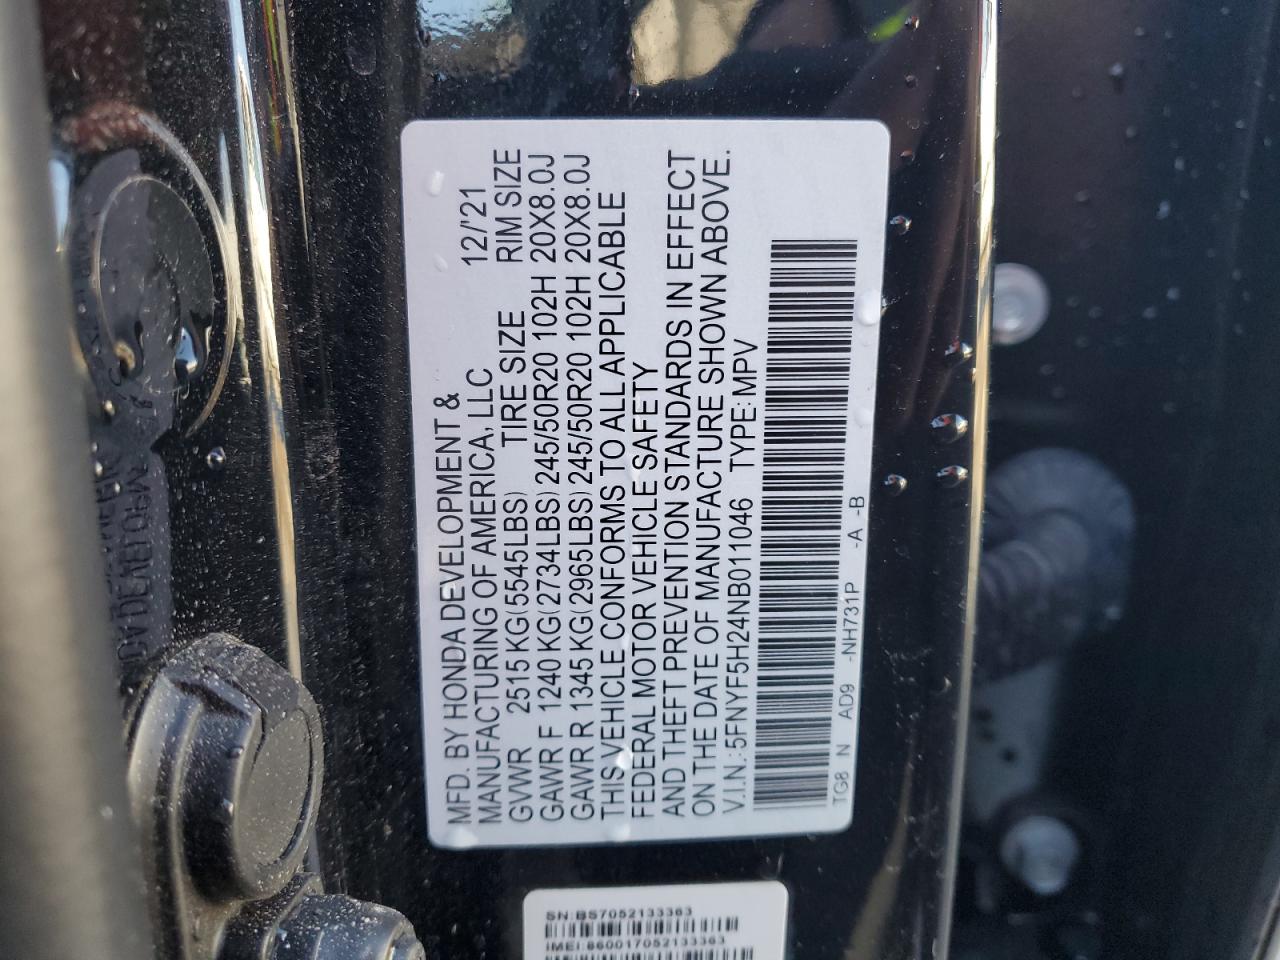 MFD. BY HONDA DEVELOPMENT &
MANUFACTURING OF AMERICA, LLC 12/'21
GVWR 2515 KG(5545LBS) TIRE SIZE RIM SIZE
GAWR F 1240 KG(2734LBS) 245/50R20 102H 20X8.0J
GAWR R 1345 KG(2965LBS) 245/50R20 102H 20X8.0J
THIS VEHICLE CONFORMS TO ALL APPLICABLE
FEDERAL MOTOR VEHICLE SAFETY
AND THEFT PREVENTION STANDARDS IN EFFECT
ON THE DATE OF MANUFACTURE SHOWN ABOVE.
V.I.N.: 5FNYF5H24NB011046 TYPE: MPV
TG8 N AD9 -NH731P -A -B
SN:BS7052133363
IMEI:860017052133363